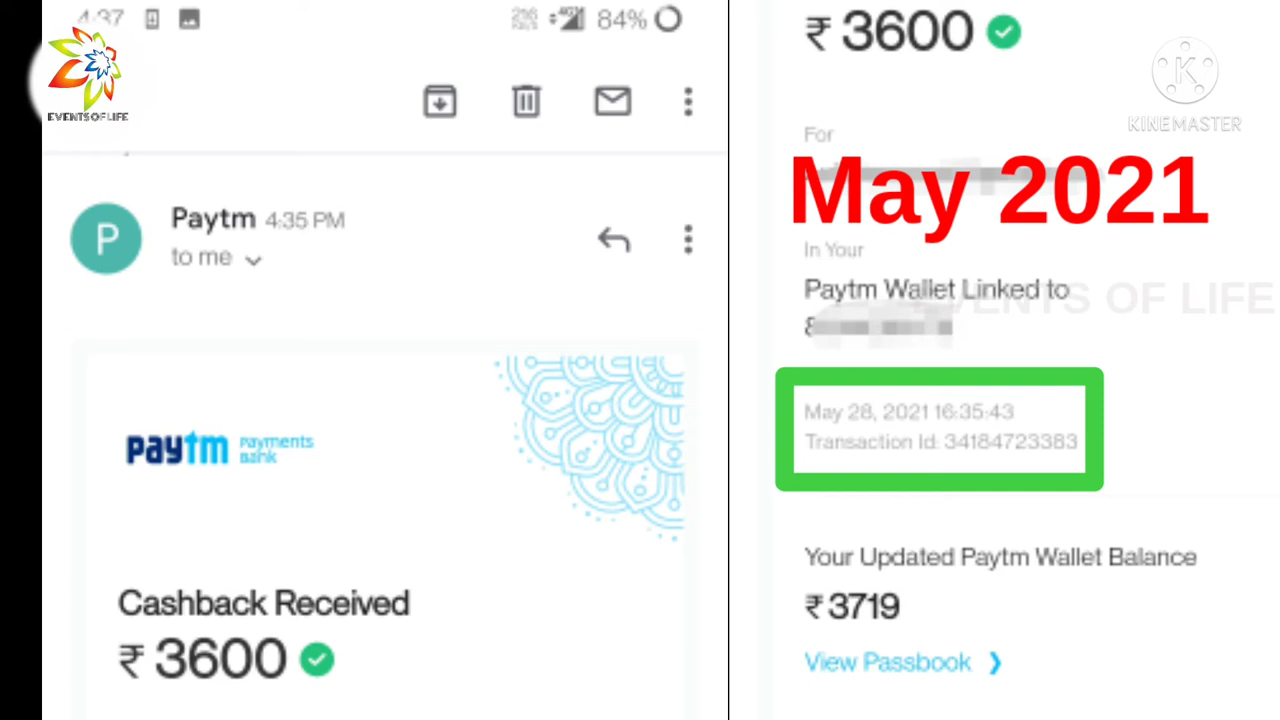 4:37
84%
EVENTS OF LIFE
P
Paytm 4:35 PM
to me
paytm payments
bank
Cashback Received
₹ 3600
₹ 3600
K
KINEMASTER
For
May 2021
In Your
Paytm Wallet Linked to
8
EVENTS OF LIFE
May 28, 2021 16:35:43
Transaction Id: 34184723383
Your Updated Paytm Wallet Balance
₹ 3719
View Passbook ❯